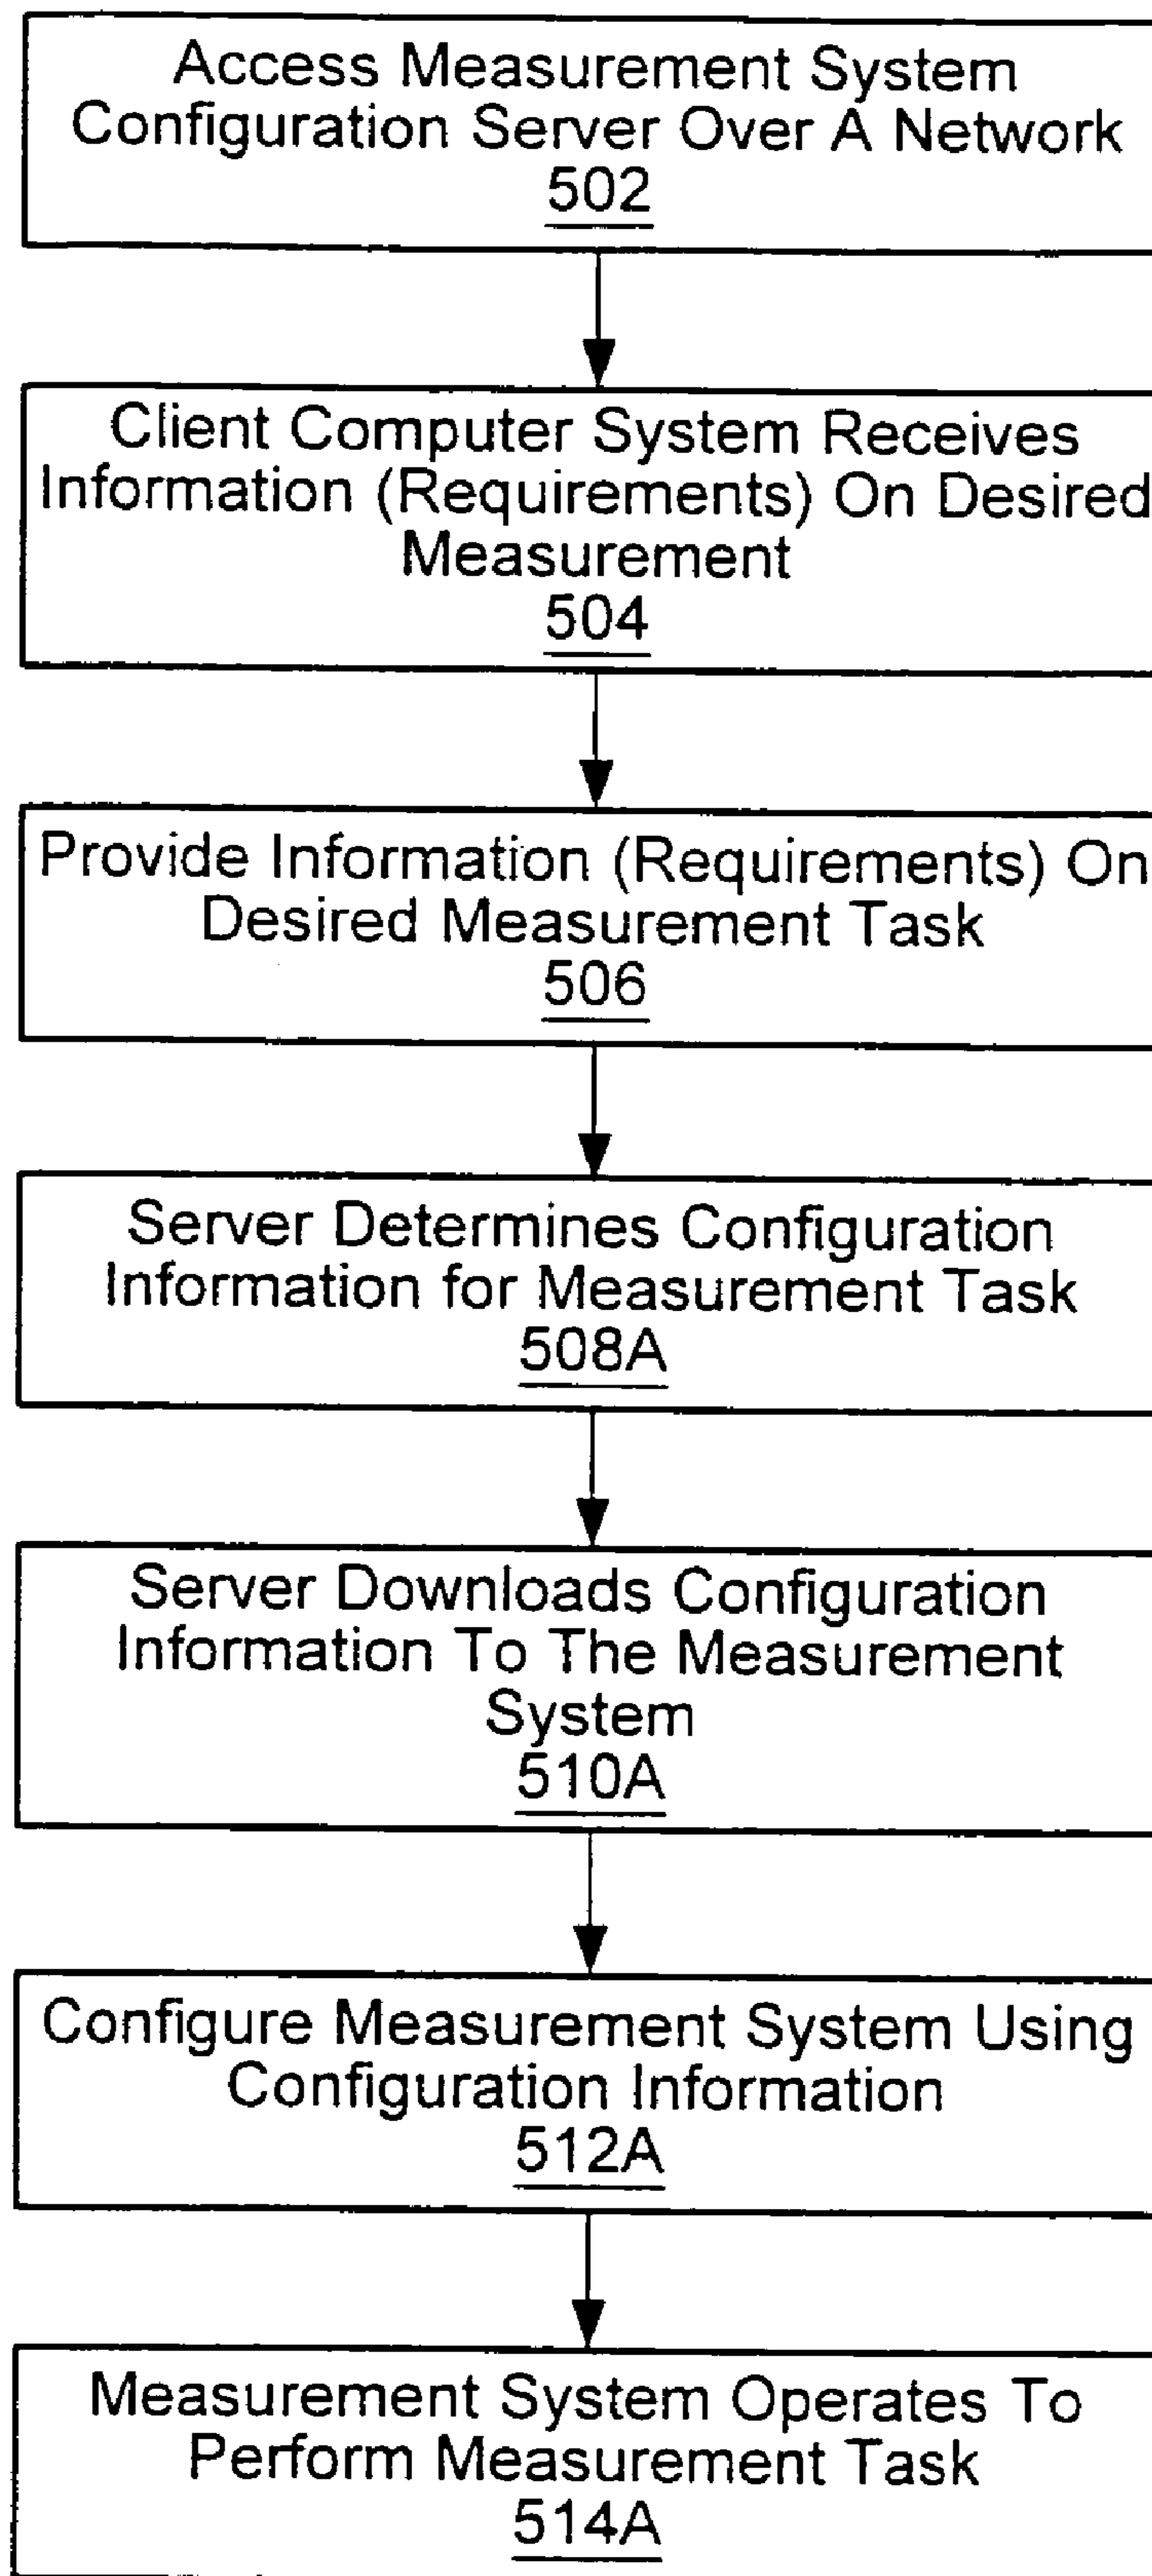 Access Measurement System
Configuration Server Over A Network
502
Client Computer System Receives
Information (Requirements) On Desired
Measurement
504
Provide Information (Requirements) On
Desired Measurement Task
506
Server Determines Configuration
Information for Measurement Task
508A
Server Downloads Configuration
Information To The Measurement
System
510A
Configure Measurement System Using
Configuration Information
512A
Measurement System Operates To
Perform Measurement Task
514A